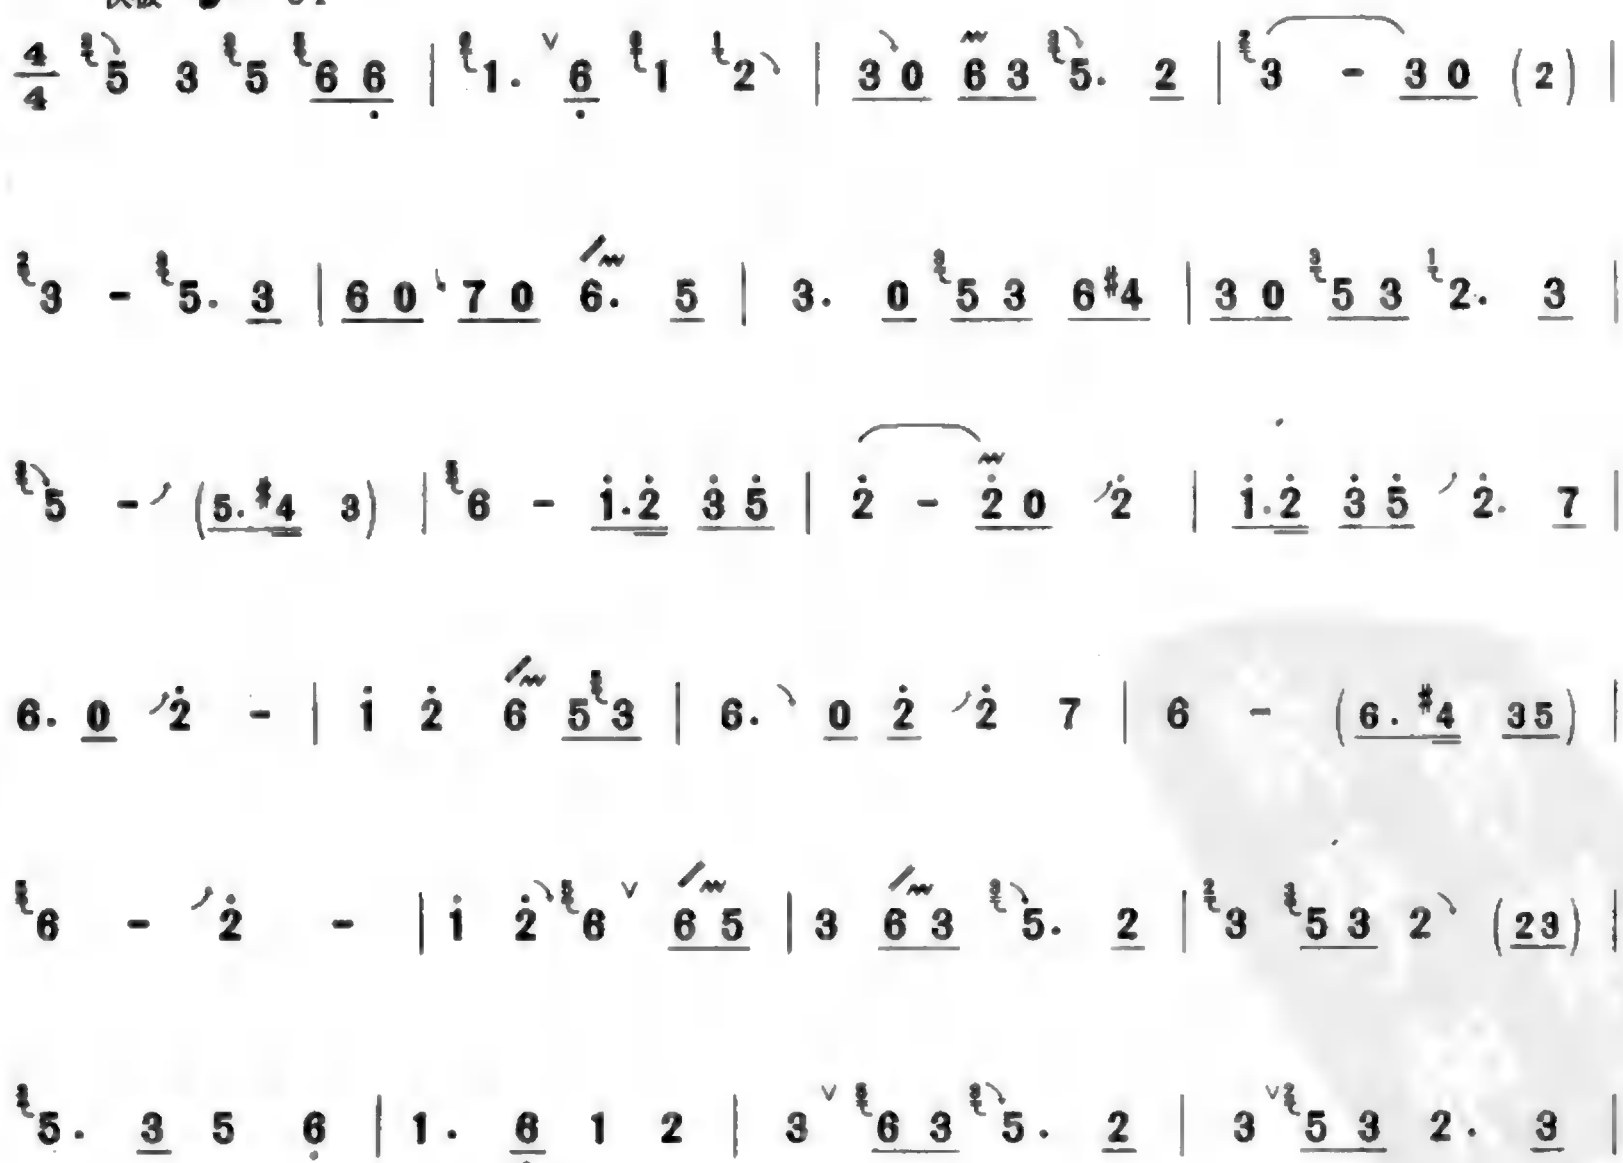 4/4 5 3 5 6 6̣ | 1. ∨ 6̣ 1 2 | 3 0 6 3 5. 2 | 3 - 3 0 (2) |
3 - 5. 3 | 6 0 7 0 6. 5 | 3. 0 5 3 6 #4 | 3 0 5 3 2. 3 |
5 - (5. #4 3) | 6 - 1̇. 2̇ 3̇ 5̇ | 2̇ - 2̇ 0 2̇ | 1̇. 2̇ 3̇ 5̇ 2̇. 7 |
6. 0 2̇ - | 1̇ 2̇ 6 5 3 | 6. 0 2̇ 2̇ 7 | 6 - (6. #4 3 5) |
6 - 2̇ - | 1̇ 2̇ 6 ∨ 6 5 | 3 6 3 5. 2 | 3 5 3 2 (2 3) |
5. 3 5 6̣ | 1. 6̣ 1 2 | 3 ∨ 6 3 5. 2 | 3 ∨ 5 3 2. 3 |